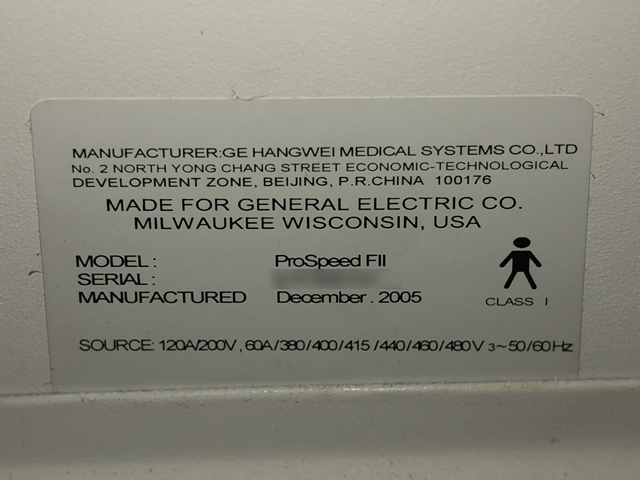 MANUFACTURER:GE HANGWEI MEDICAL SYSTEMS CO.,LTD
No. 2 NORTH YONG CHANG STREET ECONOMIC-TECHNOLOGICAL
DEVELOPMENT ZONE, BEIJING, P.R.CHINA 100176
MADE FOR GENERAL ELECTRIC CO.
MILWAUKEE WISCONSIN, USA
MODEL : ProSpeed FII
SERIAL :
MANUFACTURED December . 2005
CLASS I
SOURCE: 120A/200V , 60A/380/400/415 /440/460/480V 3~50/60Hz